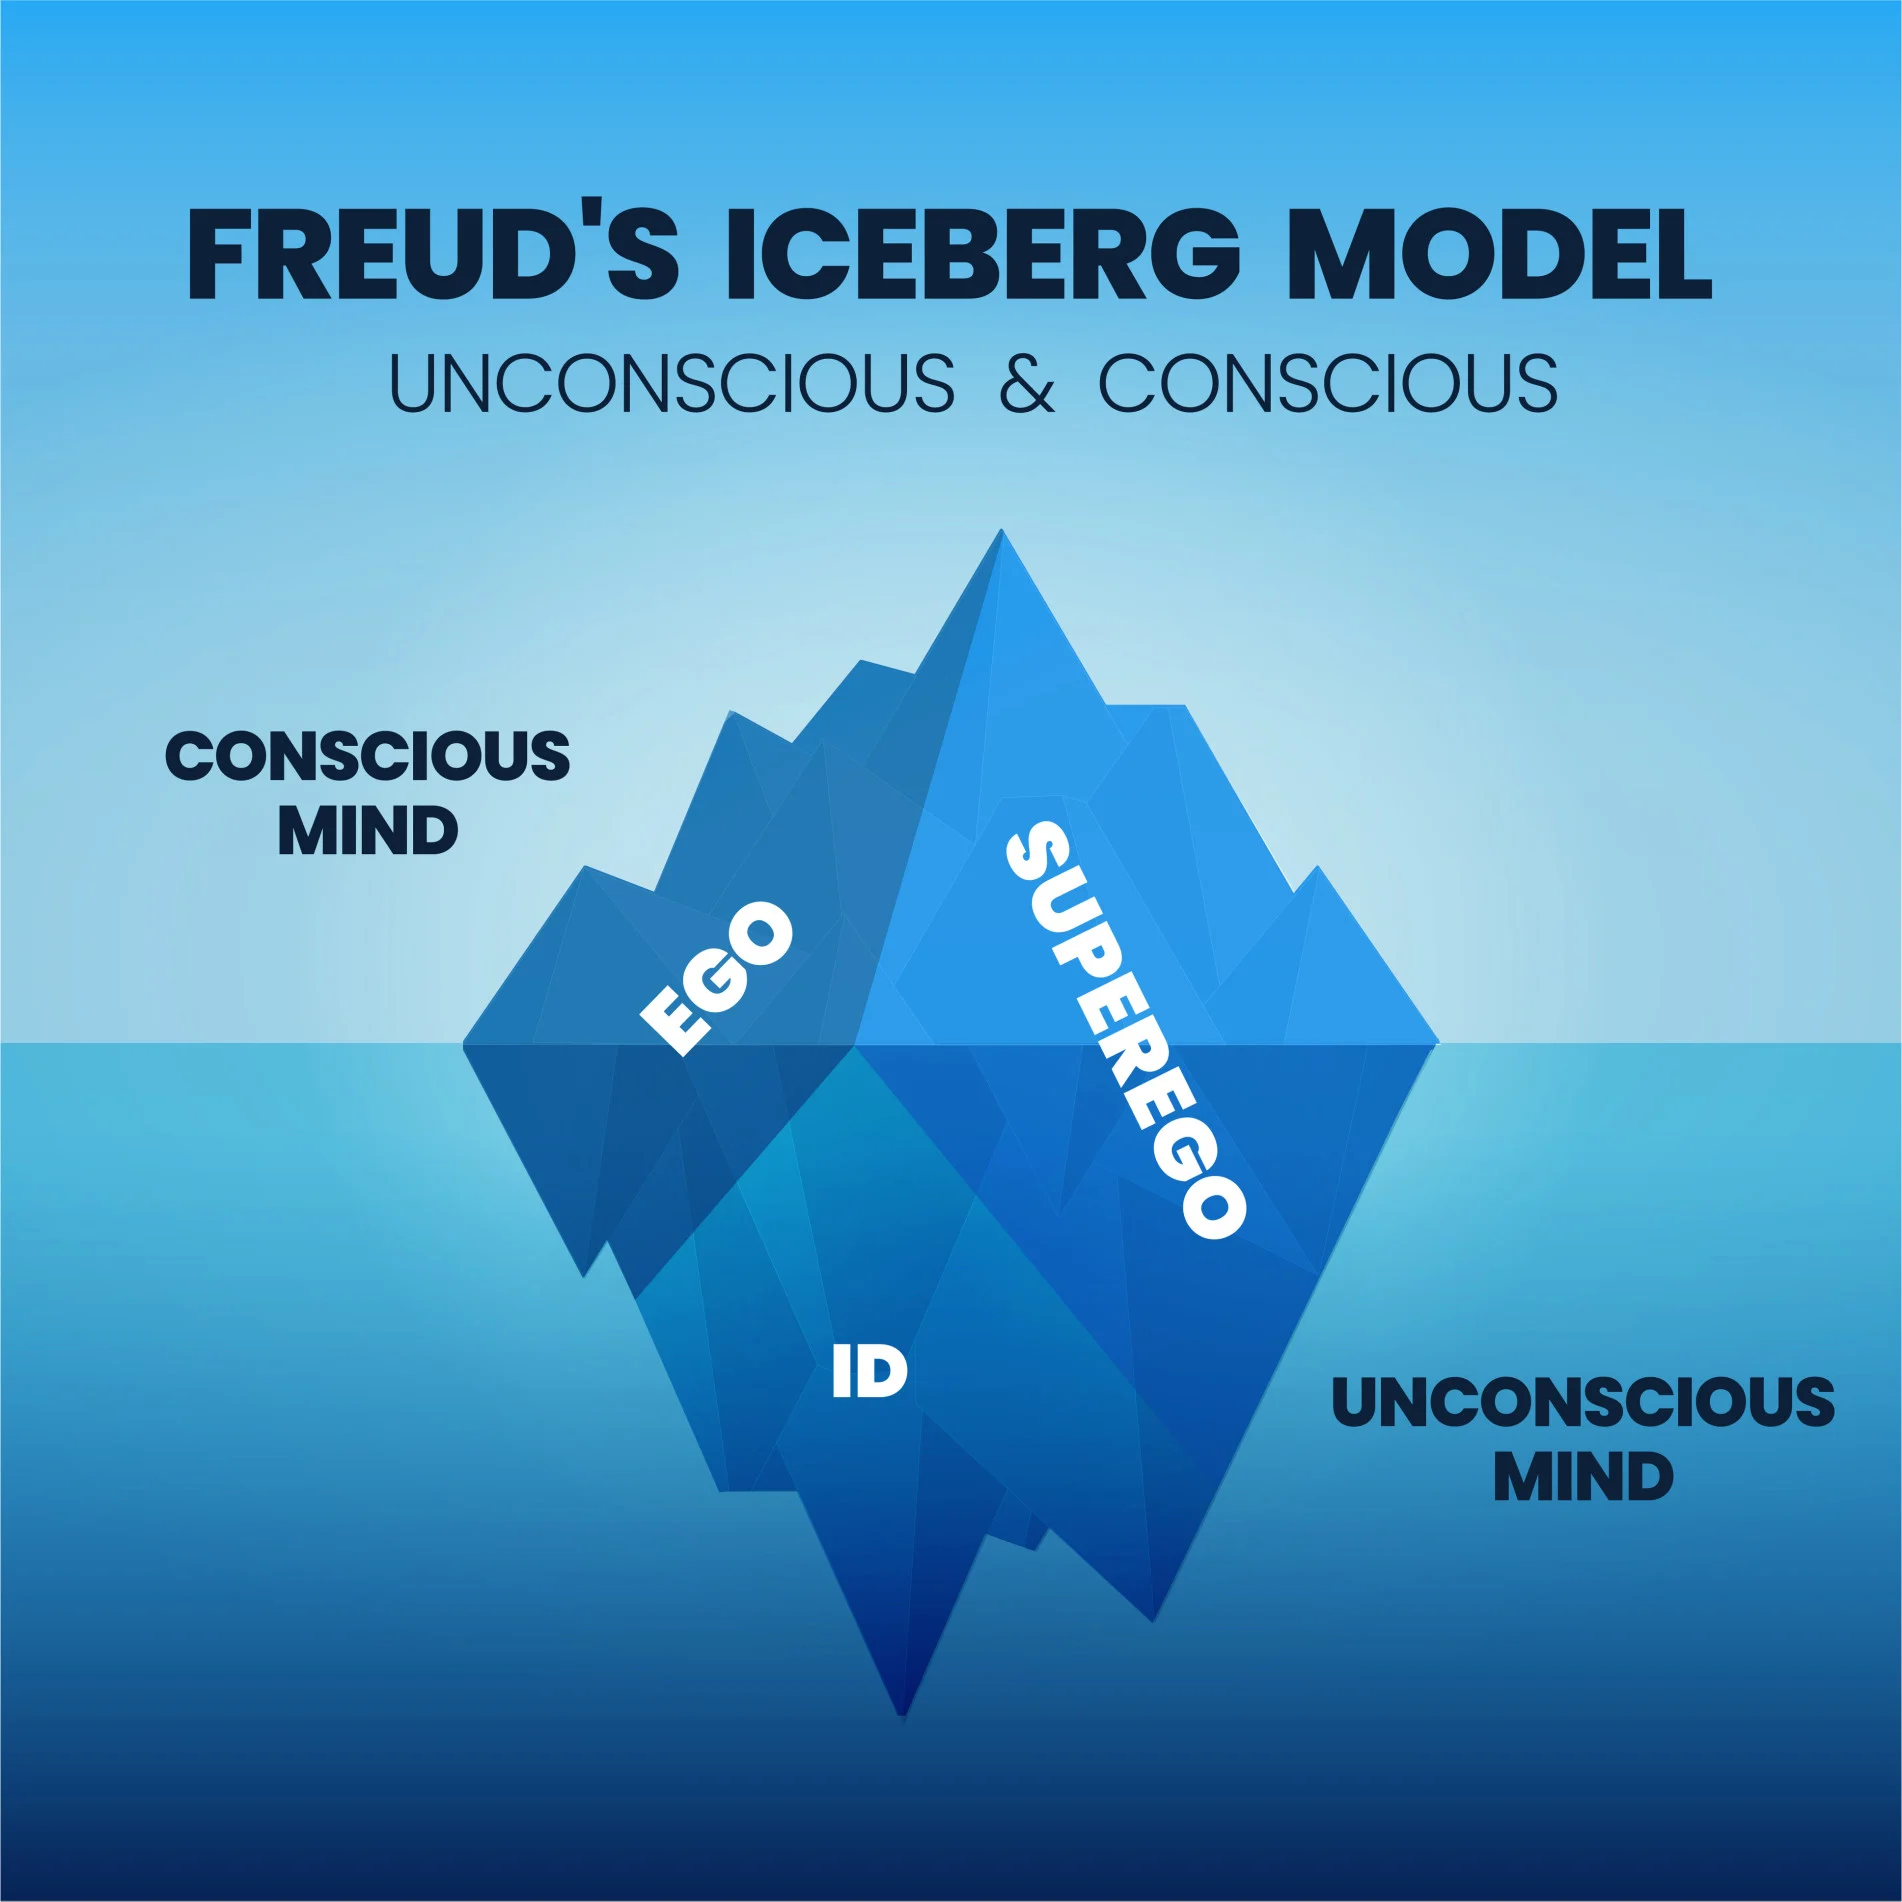 FREUD'S ICEBERG MODEL
UNCONSCIOUS & CONSCIOUS
CONSCIOUS
MIND
EGO
SUPEREGO
ID
UNCONSCIOUS
MIND